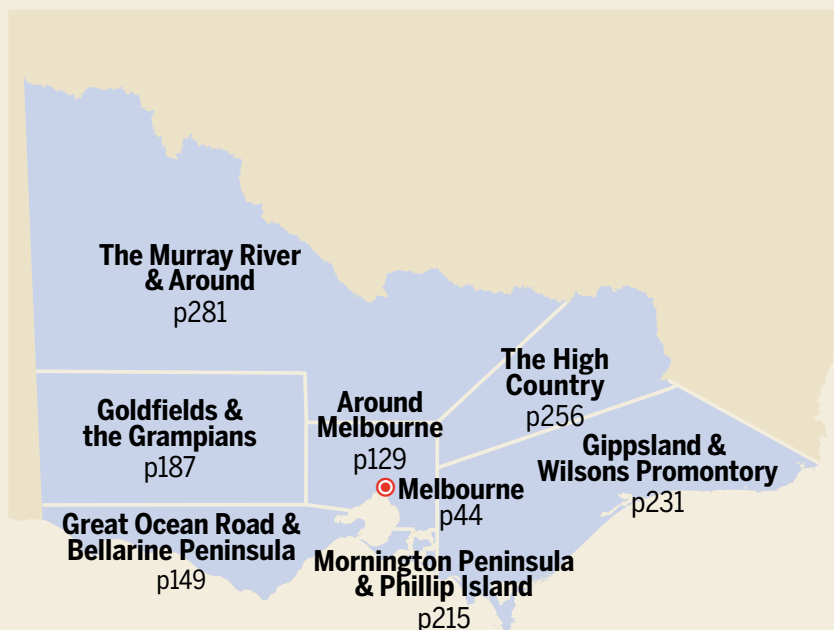 The Murray River
& Around
p281
The High
Country
p256
Goldfields &
the Grampians
p187
Around
Melbourne
p129
Gippsland &
Wilsons Promontory
p231
Melbourne
p44
Great Ocean Road &
Bellarine Peninsula
p149
Mornington Peninsula
& Phillip Island
p215